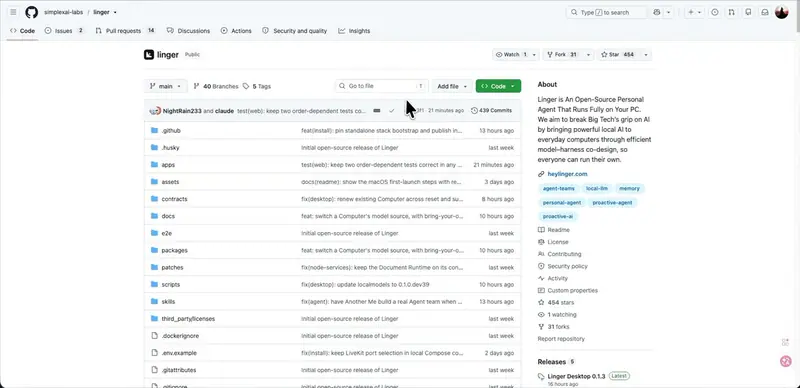 simplexai-labs / linger
Type / to search
Code
Issues 2
Pull requests 14
Discussions
Actions
Security and quality
Insights
linger Public
Watch 1
Fork 31
Star 454
main
40 Branches
5 Tags
Go to file
Add file
Code
NightRain233 and claude test(web): keep two order-dependent tests co...
21 minutes ago
439 Commits
.github feat(install): pin standalone stack bootstrap and publish in... 13 hours ago
.husky Initial open-source release of Linger last week
apps test(web): keep two order-dependent tests correct in any ... 21 minutes ago
assets docs(readme): show the macOS first-launch steps with re... 3 days ago
contracts fix(desktop): renew existing Computer across reset and su... 8 hours ago
docs feat: switch a Computer's model source, with bring-your-o... 10 hours ago
e2e Initial open-source release of Linger last week
packages feat: switch a Computer's model source, with bring-your-o... 10 hours ago
patches fix(node-services): keep the Document Runtime on its con... last week
scripts fix(desktop): update localmodels to 0.1.0.dev39 10 hours ago
skills fix(agent): have Another Me build a real Agent team when ... 13 hours ago
third_party/licenses Initial open-source release of Linger last week
.dockerignore Initial open-source release of Linger last week
.env.example fix(install): keep LiveKit port selection in local Compose co... 2 days ago
.gitattributes Initial open-source release of Linger last week
.gitignore Initial open-source release of Linger last week
About
Linger is An Open-Source Personal
Agent That Runs Fully on Your PC.
We aim to break Big Tech's grip on AI
by bringing powerful local AI to
everyday computers through efficient
model–harness co-design, so
everyone can run their own.
heylinger.com
agent-teams local-llm memory
personal-agent proactive-agent
proactive-ai
Readme
License
Contributing
Security policy
Activity
Custom properties
454 stars
1 watching
31 forks
Report repository
Releases 5
Linger Desktop 0.1.3 Latest
16 hours ago